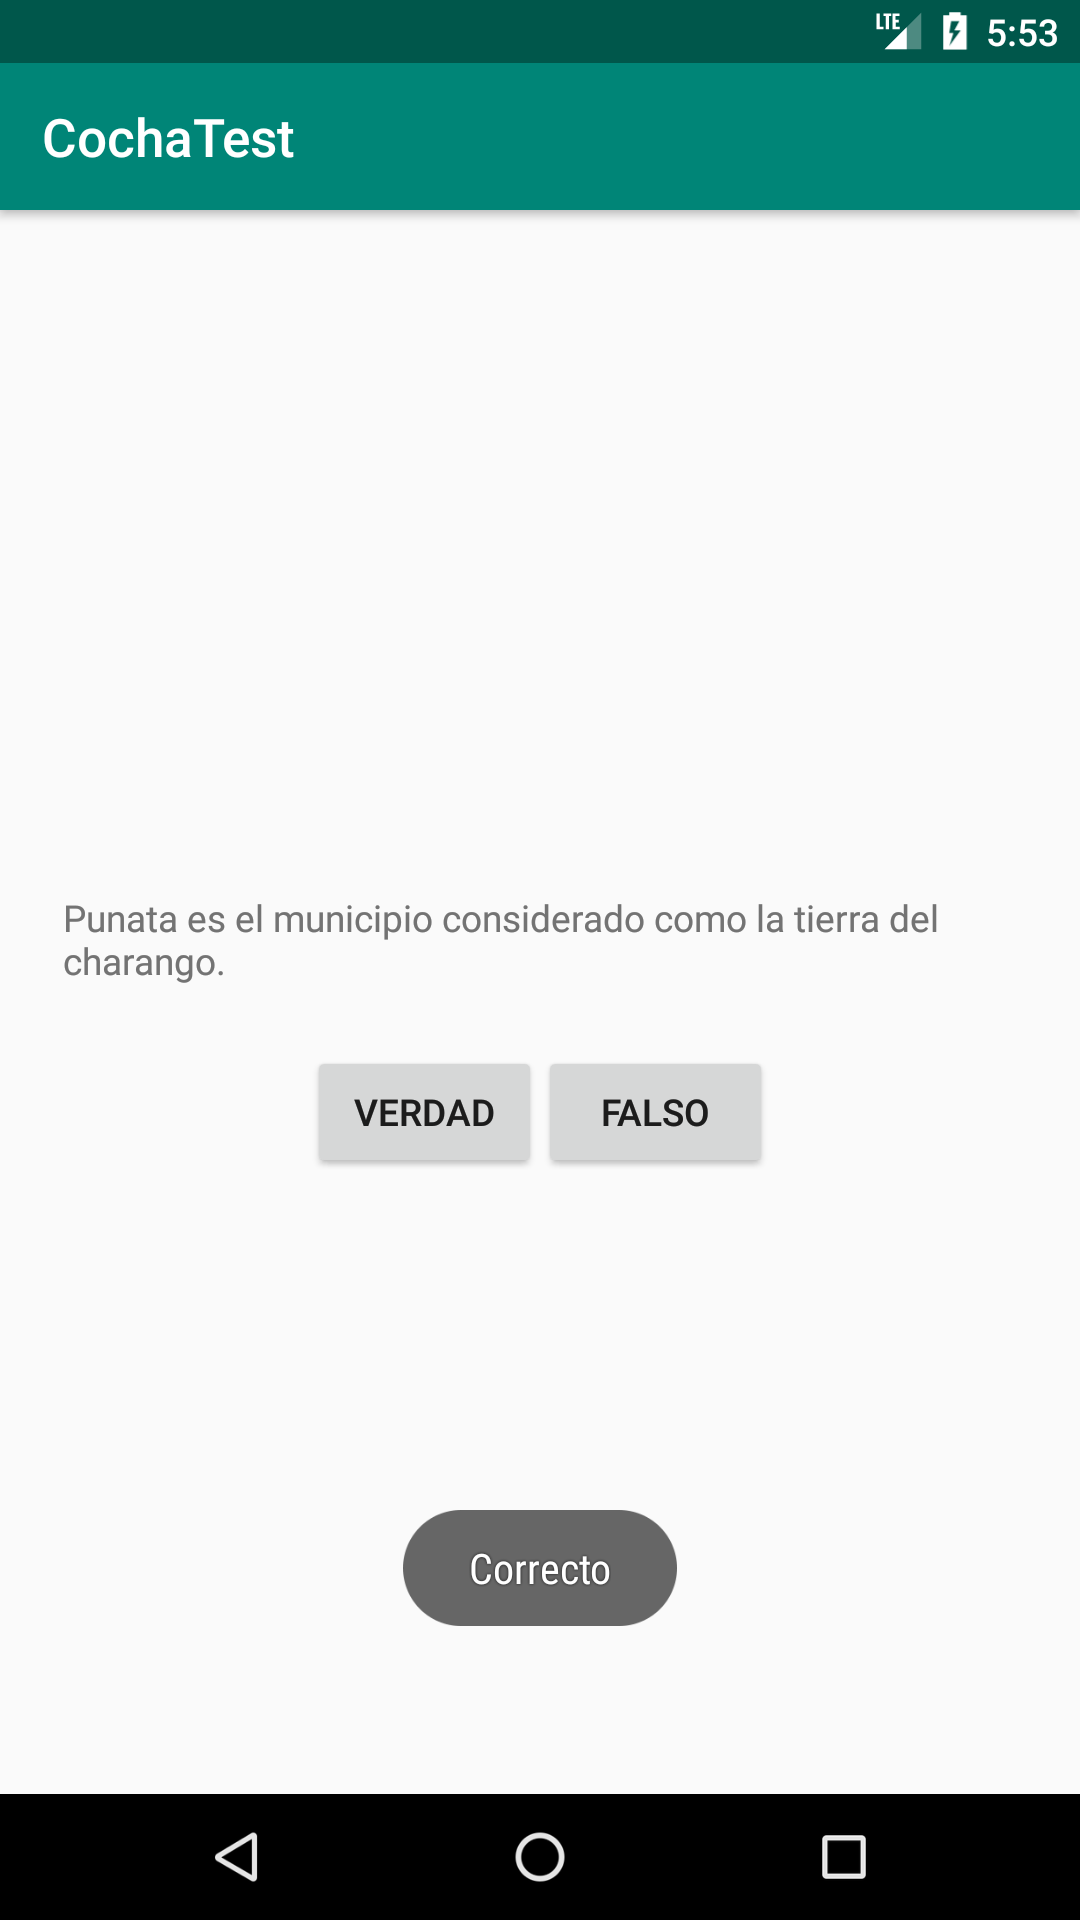 LTE 5:53
CochaTest
Punata es el municipio considerado como la tierra del
charango.
VERDAD FALSO
Correcto